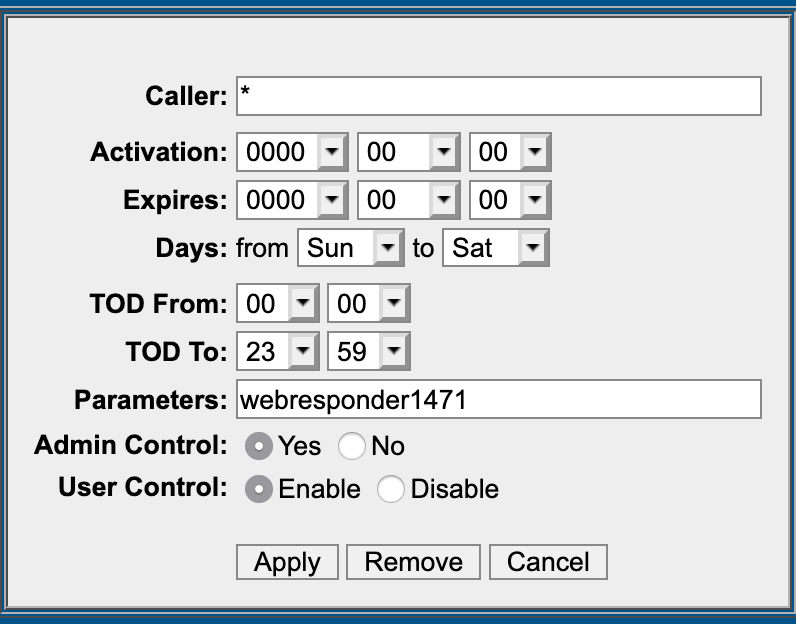 Caller: *
Activation: 0000 00 00
Expires: 0000 00 00
Days: from Sun to Sat
TOD From: 00 00
TOD To: 23 59
Parameters: webresponder1471
Admin Control: Yes No
User Control: Enable Disable
Apply Remove Cancel